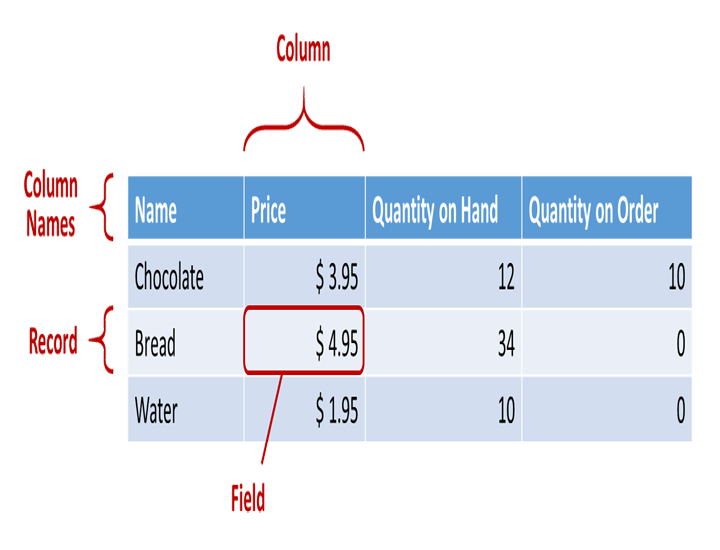 Column
Column
Names
Name Price Quantity on Hand Quantity on Order
Chocolate $ 3.95 12 10
Record
Bread $ 4.95 34 0
Water $ 1.95 10 0
Field